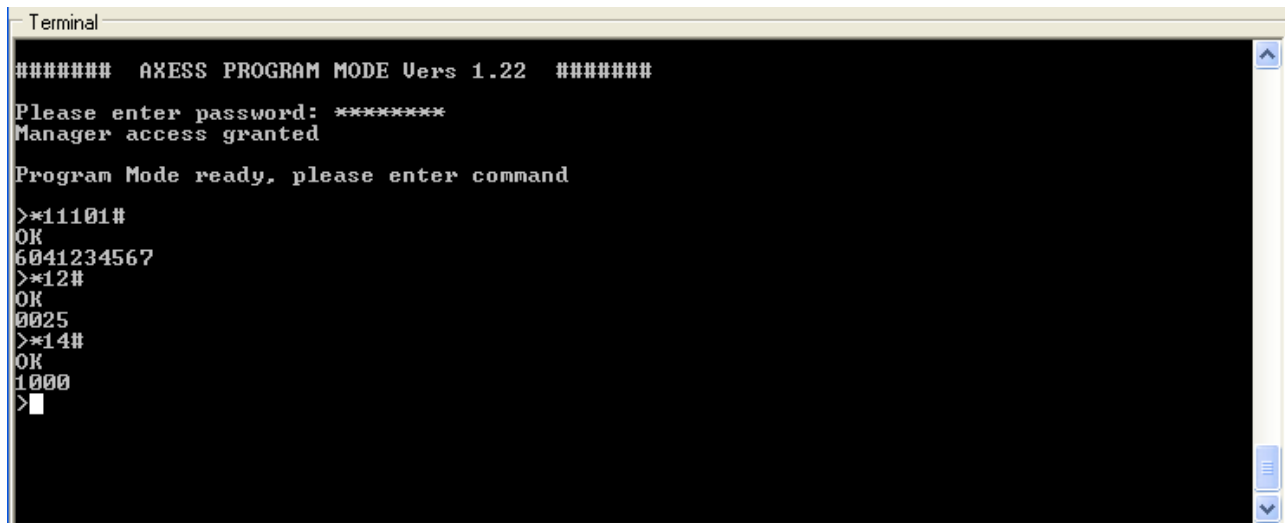 Terminal
#######  AXESS PROGRAM MODE Vers 1.22  #######
Please enter password: ********
Manager access granted
Program Mode ready, please enter command
>*11101#
OK
6041234567
>*12#
OK
0025
>*14#
OK
1000
>